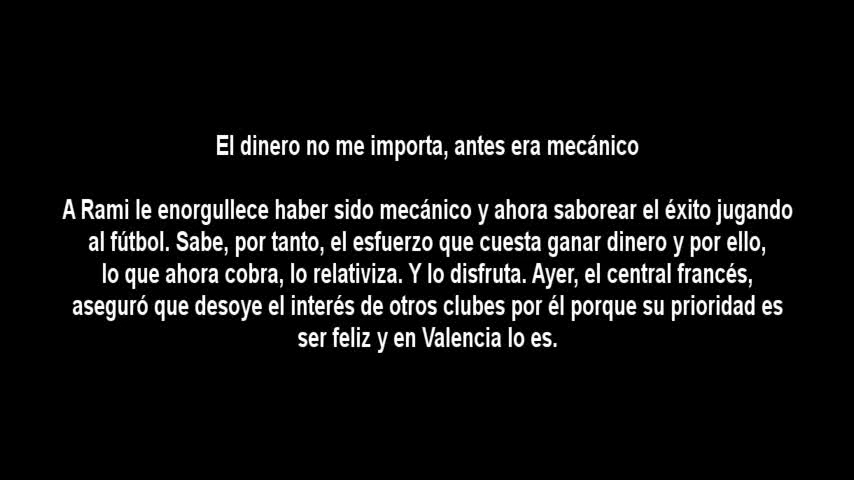 El dinero no me importa, antes era mecánico
A Rami le enorgullece haber sido mecánico y ahora saborear el éxito jugando
al fútbol. Sabe, por tanto, el esfuerzo que cuesta ganar dinero y por ello,
lo que ahora cobra, lo relativiza. Y lo disfruta. Ayer, el central francés,
aseguró que desoye el interés de otros clubes por él porque su prioridad es
ser feliz y en Valencia lo es.